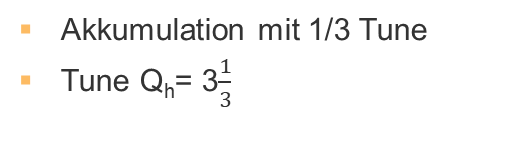 ▪ Akkumulation mit 1/3 Tune
▪ Tune Qₕ= 3⅓